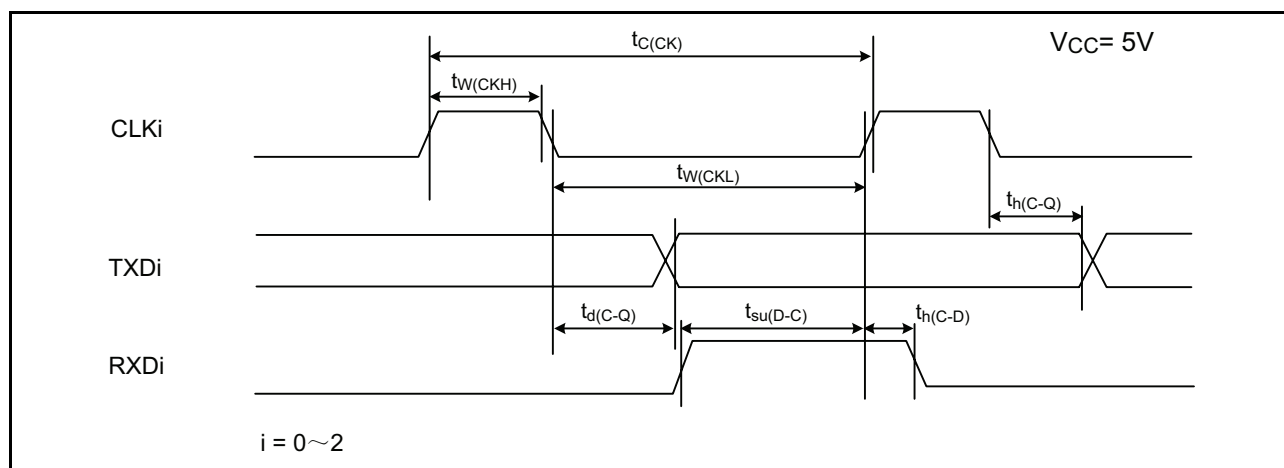 tC(CK)
VCC= 5V
tW(CKH)
CLKi
tW(CKL)
th(C-Q)
TXDi
td(C-Q)
tsu(D-C)
th(C-D)
RXDi
i = 0～2